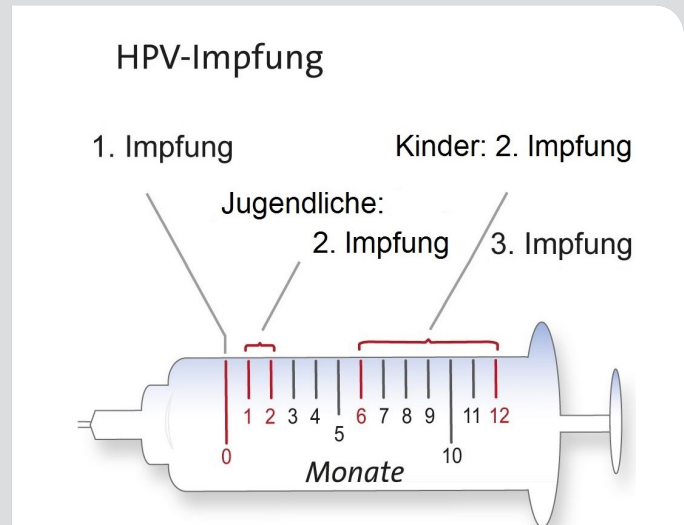 HPV-Impfung
1. Impfung
Kinder: 2. Impfung
Jugendliche:
2. Impfung
3. Impfung
0 1 2 3 4 5 6 7 8 9 10 11 12
Monate